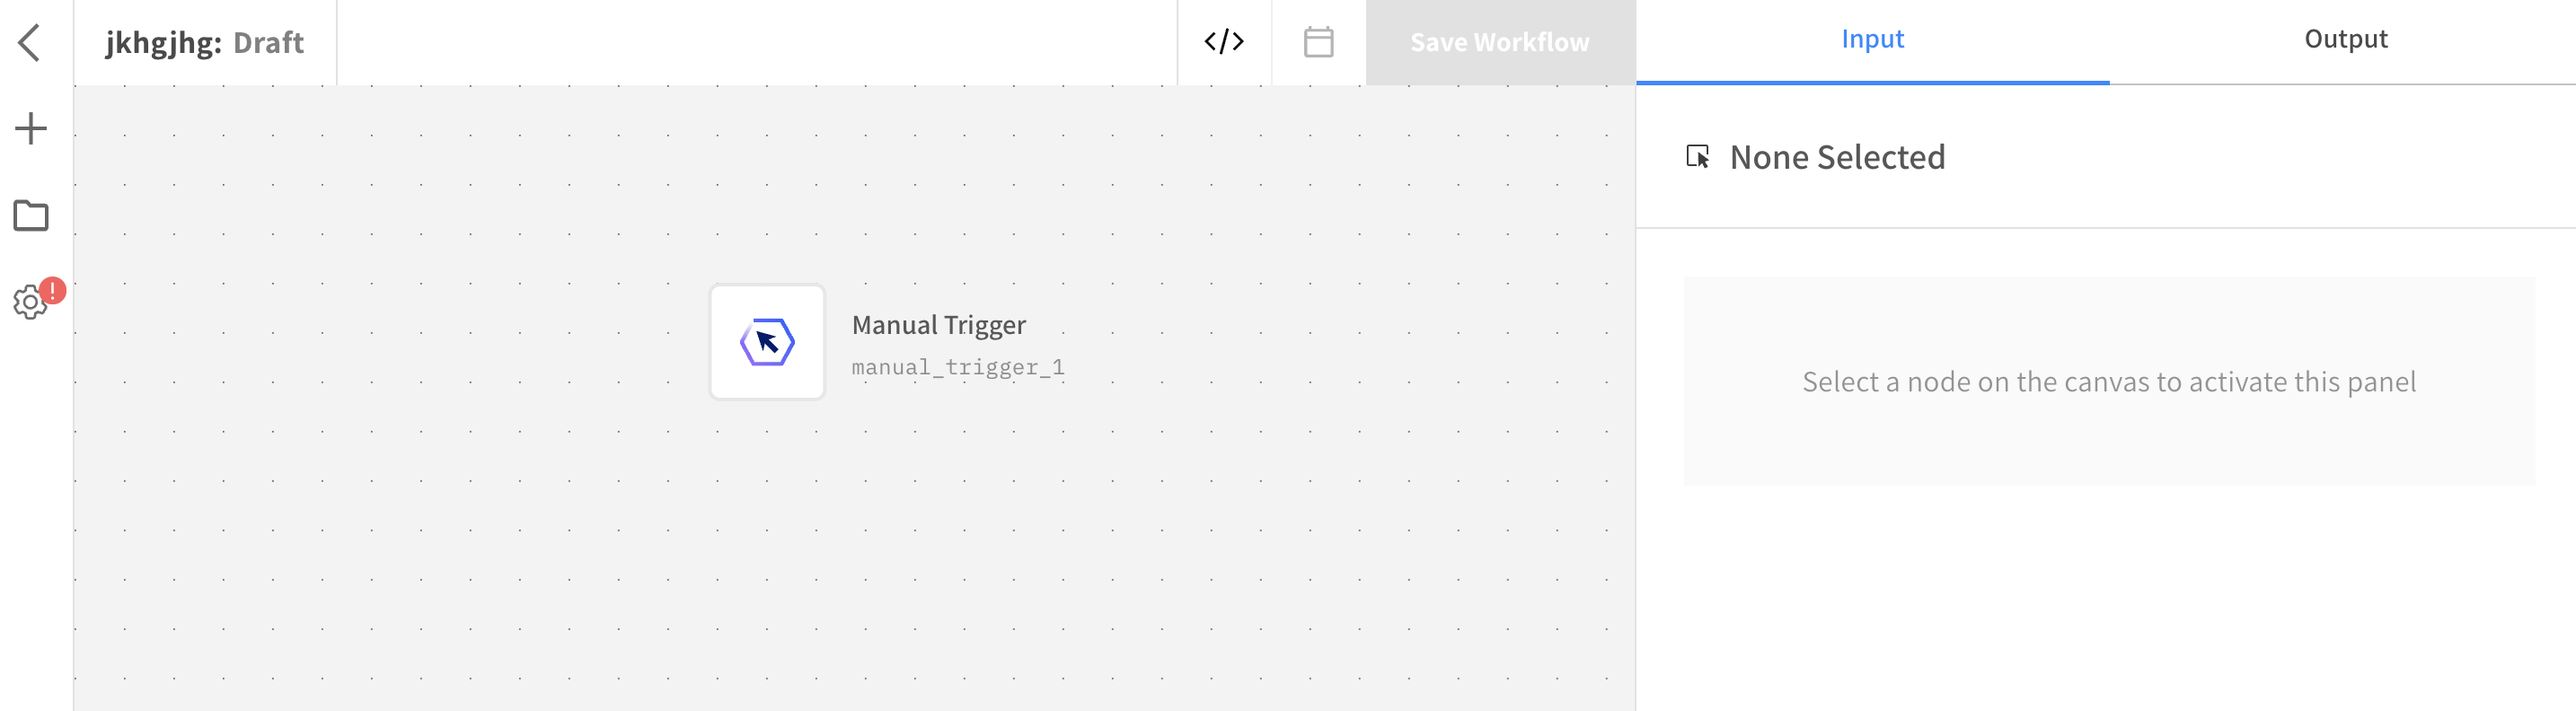 jkhgjhg: Draft
</>
Save Workflow
Input
Output
None Selected
!
Manual Trigger
manual_trigger_1
Select a node on the canvas to activate this panel